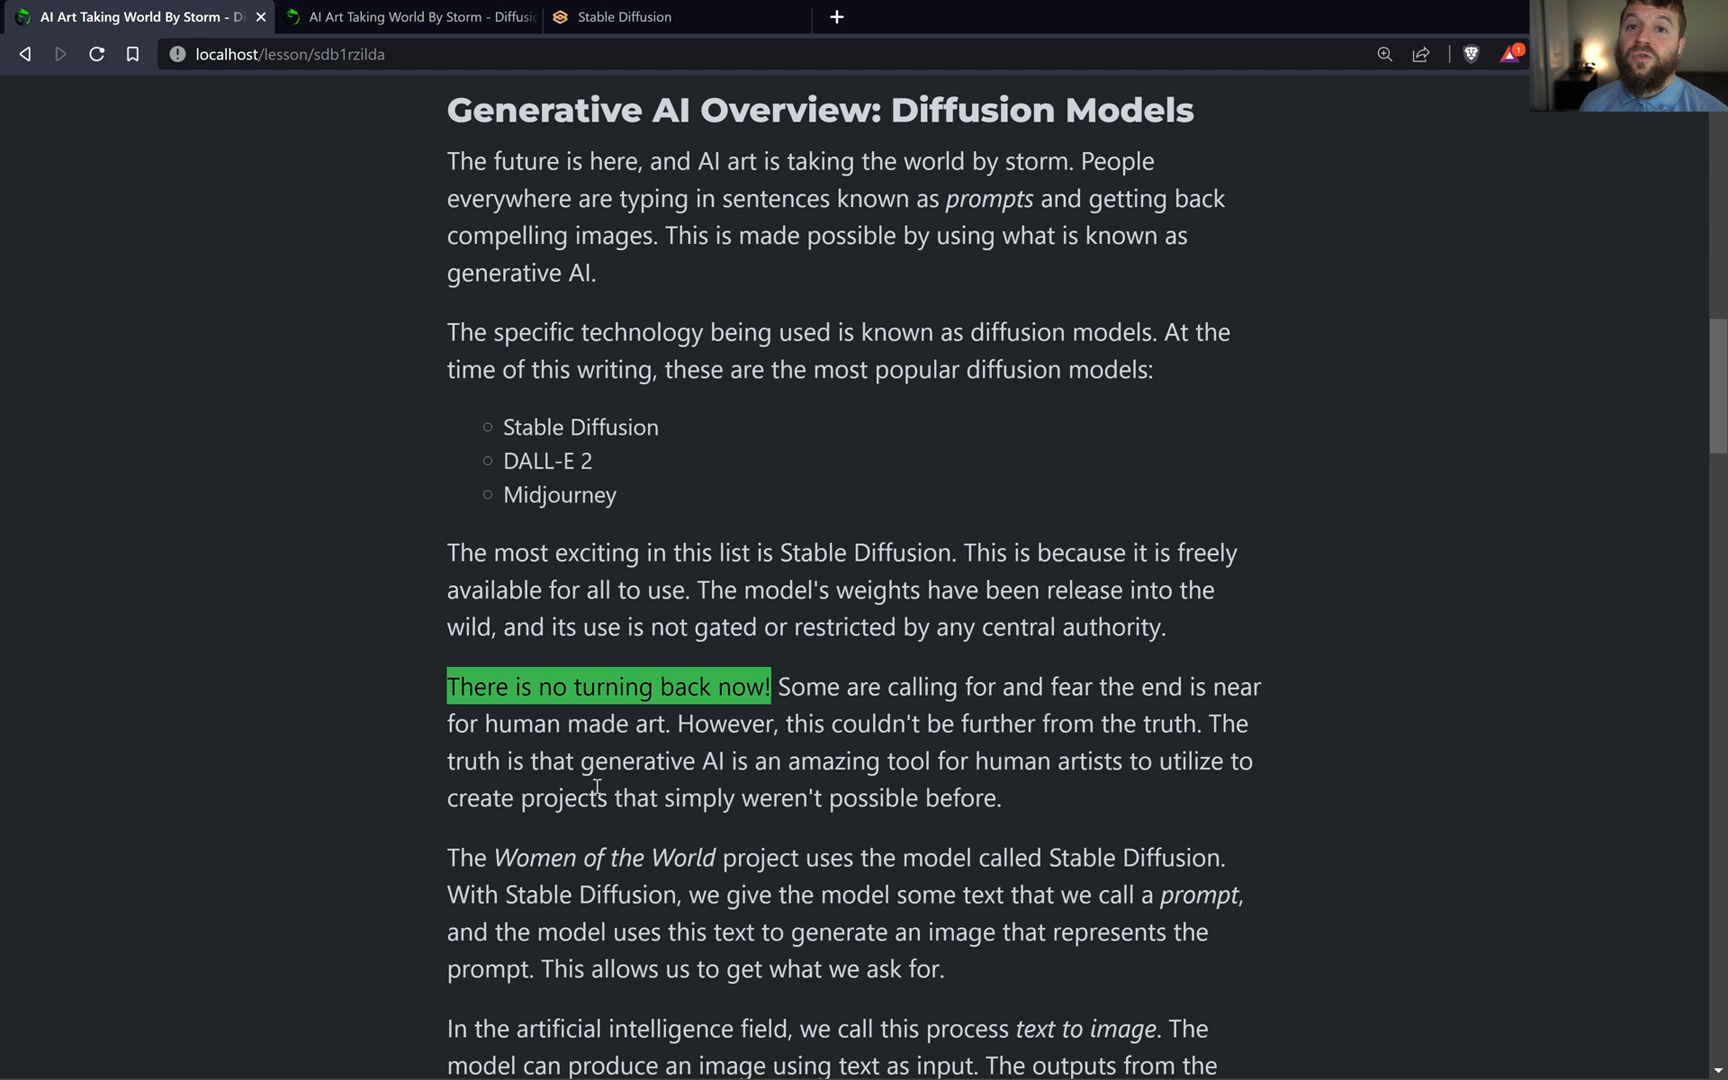 AI Art Taking World By Storm - Di
AI Art Taking World By Storm - Diffusi
Stable Diffusion
localhost/lesson/sdb1rzilda
1
Generative AI Overview: Diffusion Models
The future is here, and AI art is taking the world by storm. People
everywhere are typing in sentences known as prompts and getting back
compelling images. This is made possible by using what is known as
generative AI.
The specific technology being used is known as diffusion models. At the
time of this writing, these are the most popular diffusion models:
Stable Diffusion
DALL-E 2
Midjourney
The most exciting in this list is Stable Diffusion. This is because it is freely
available for all to use. The model's weights have been release into the
wild, and its use is not gated or restricted by any central authority.
There is no turning back now! Some are calling for and fear the end is near
for human made art. However, this couldn't be further from the truth. The
truth is that generative AI is an amazing tool for human artists to utilize to
create projects that simply weren't possible before.
The Women of the World project uses the model called Stable Diffusion.
With Stable Diffusion, we give the model some text that we call a prompt,
and the model uses this text to generate an image that represents the
prompt. This allows us to get what we ask for.
In the artificial intelligence field, we call this process text to image. The
model can produce an image using text as input. The outputs from the